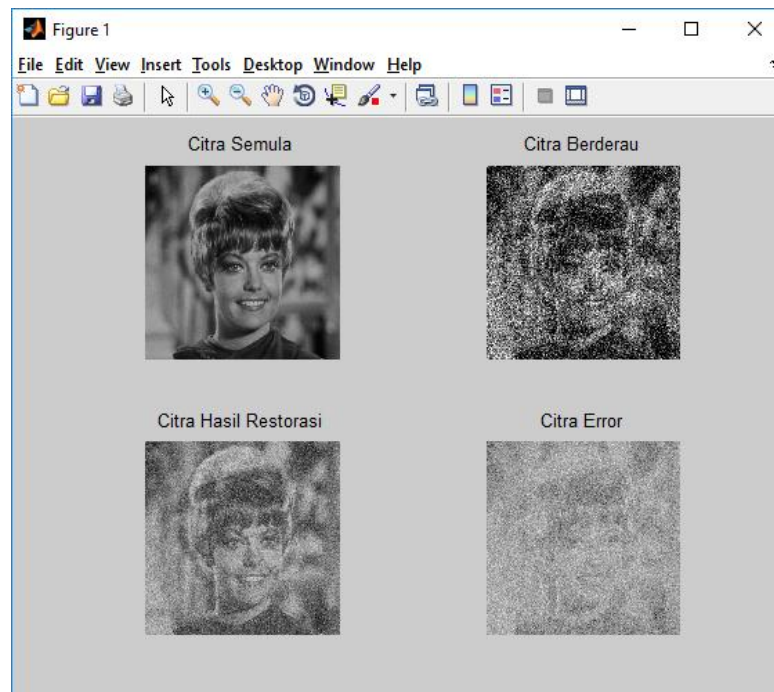 Figure 1
File Edit View Insert Tools Desktop Window Help
Citra Semula
Citra Berderau
Citra Hasil Restorasi
Citra Error